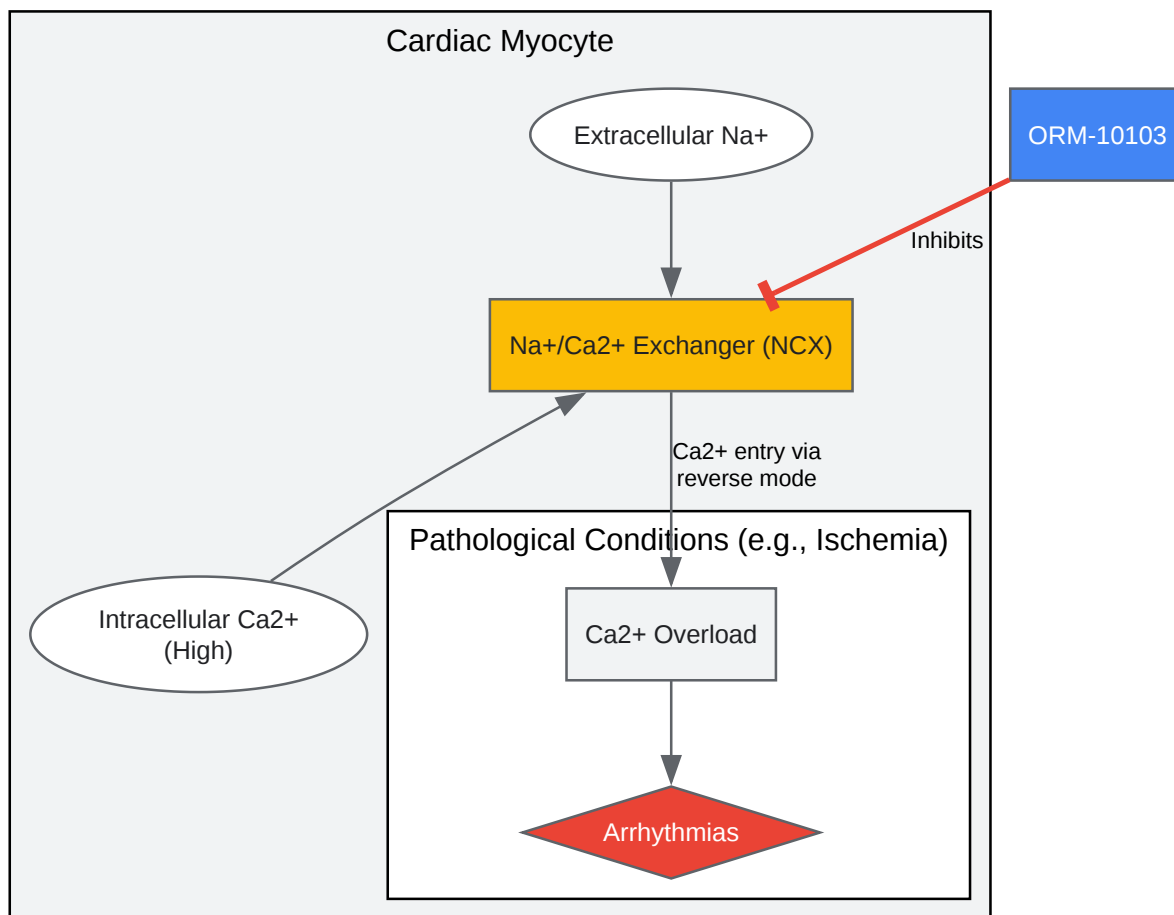 Cardiac Myocyte
Extracellular Na+
ORM-10103
Inhibits
Na+/Ca2+ Exchanger (NCX)
Ca2+ entry via
reverse mode
Pathological Conditions (e.g., Ischemia)
Intracellular Ca2+
(High)
Ca2+ Overload
Arrhythmias